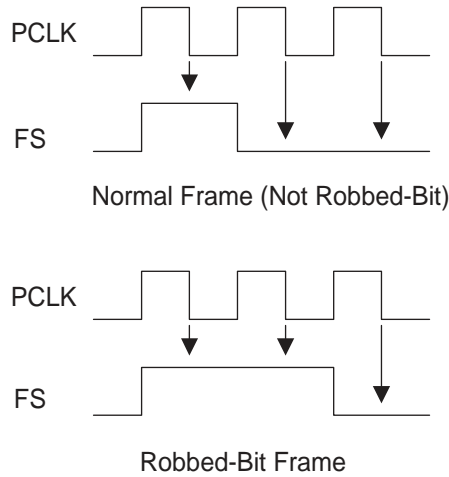 PCLK
FS
Normal Frame (Not Robbed-Bit)
PCLK
FS
Robbed-Bit Frame